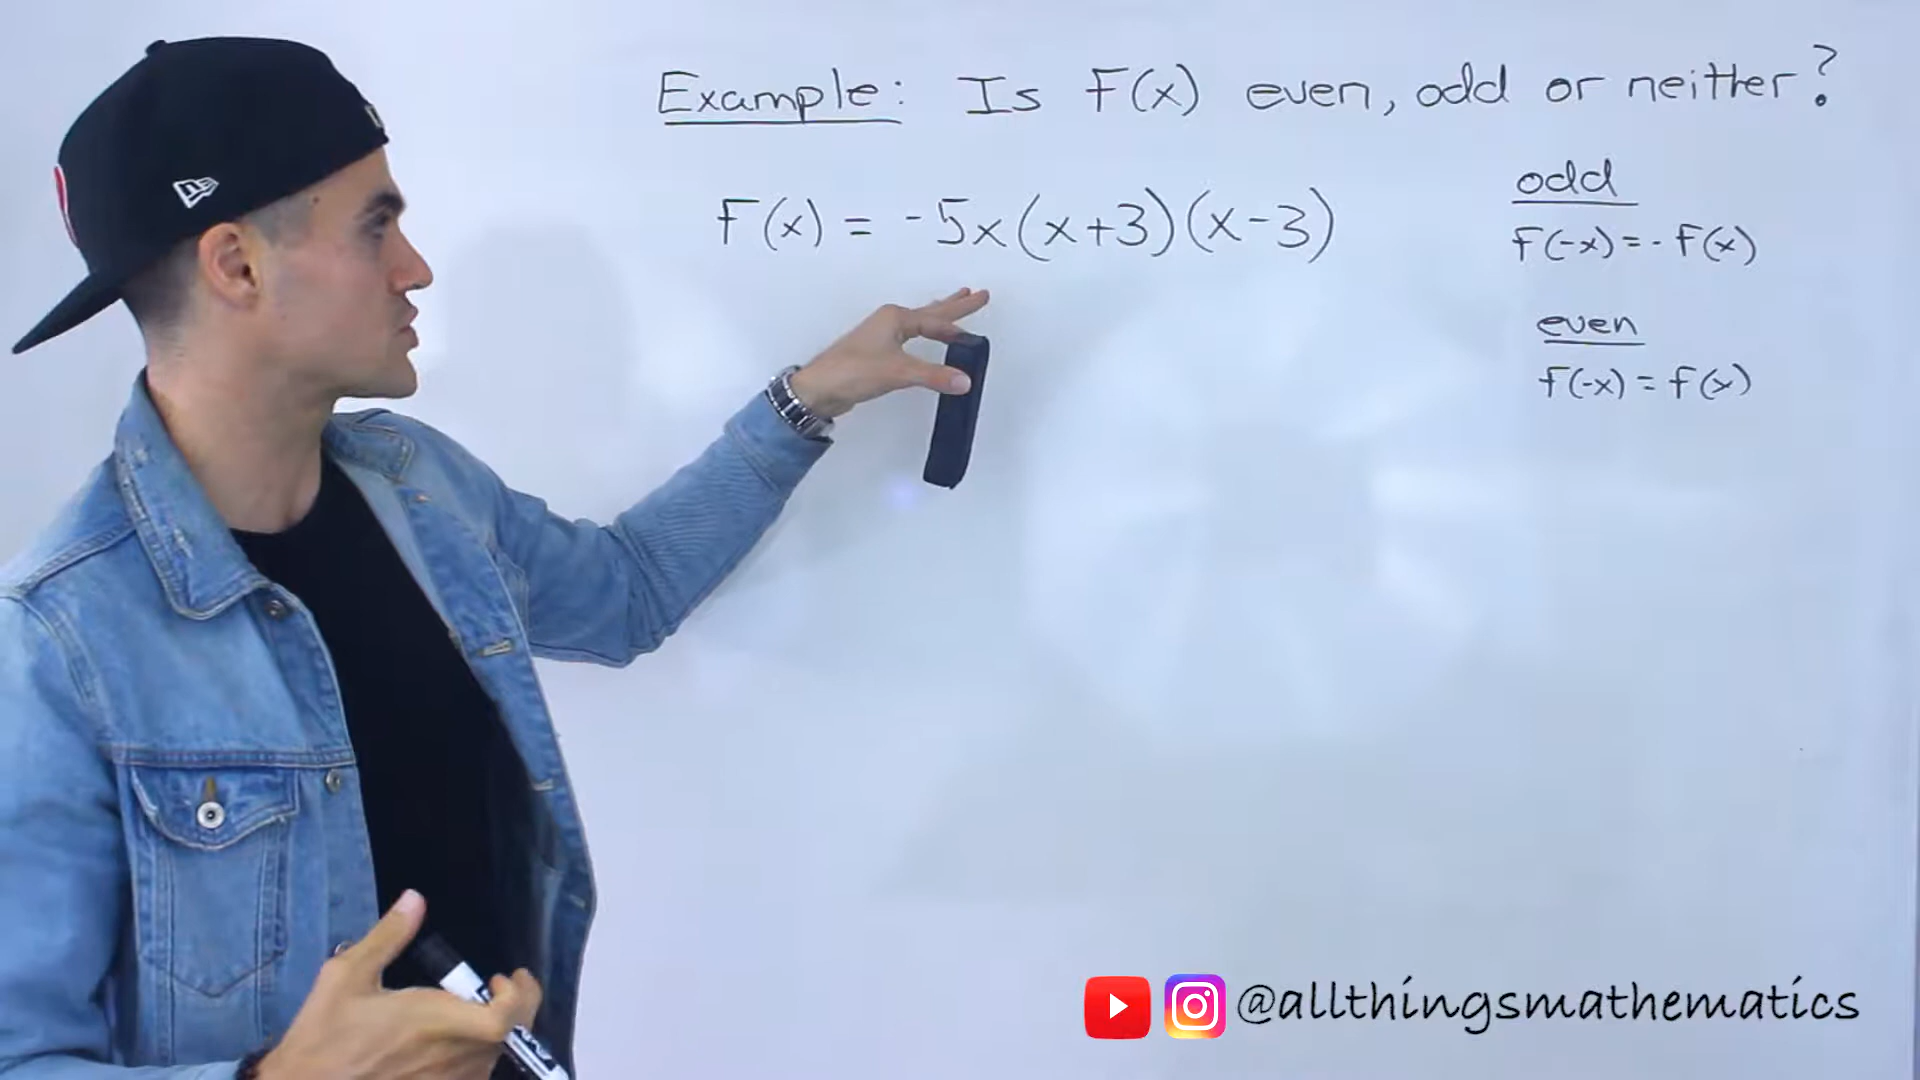 Example: Is F(x) even, odd or neither?
F(x) = -5x(x+3)(x-3)
odd
F(-x) = - F(x)
even
f(-x) = f(x)
@allthingsmathematics